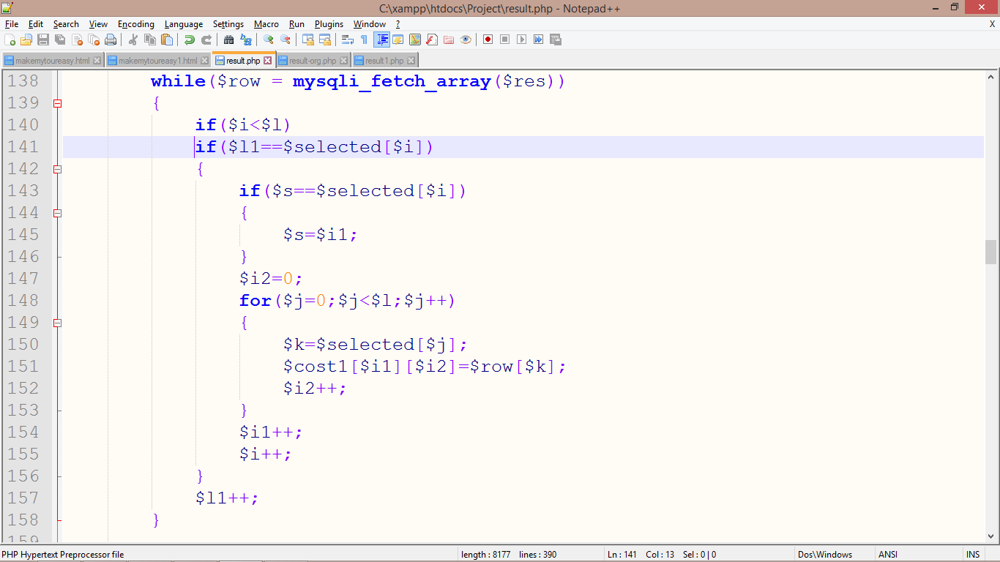 C:\xampp\htdocs\Project\result.php - Notepad++
File Edit Search View Encoding Language Settings Macro Run Plugins Window ? X
makemytoureasy.html makemytoureasy1.html result.php result-org.php result1.php
138 while($row = mysqli_fetch_array($res))
139 {
140 if($i<$l)
141 if($l1==$selected[$i])
142 {
143 if($s==$selected[$i])
144 {
145 $s=$i1;
146 }
147 $i2=0;
148 for($j=0;$j<$l;$j++)
149 {
150 $k=$selected[$j];
151 $cost1[$i1][$i2]=$row[$k];
152 $i2++;
153 }
154 $i1++;
155 $i++;
156 }
157 $l1++;
158 }
159
PHP Hypertext Preprocessor file length : 8177 lines : 390 Ln : 141 Col : 13 Sel : 0 | 0 Dos\Windows ANSI INS